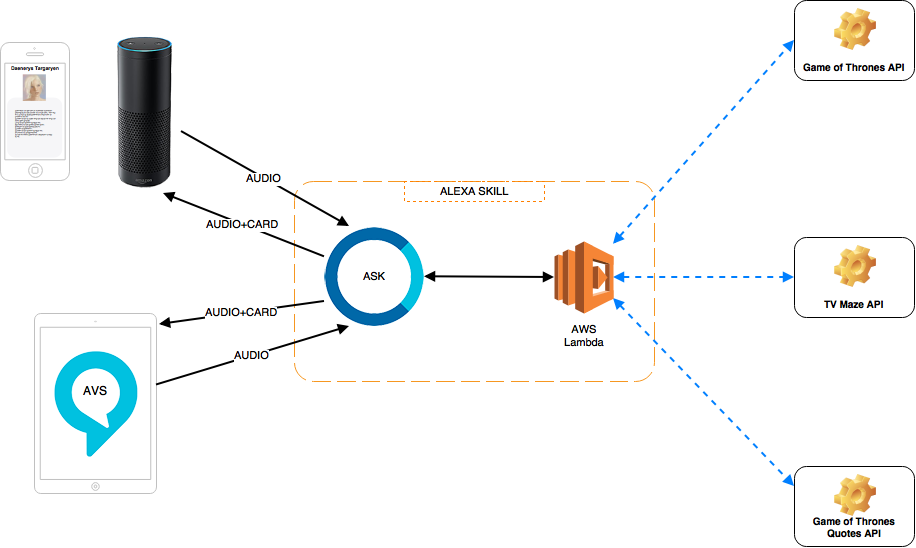 Daenerys Targaryen
AUDIO
AUDIO+CARD
AUDIO+CARD
AUDIO
AVS
ALEXA SKILL
ASK
AWS
Lambda
Game of Thrones API
TV Maze API
Game of Thrones
Quotes API